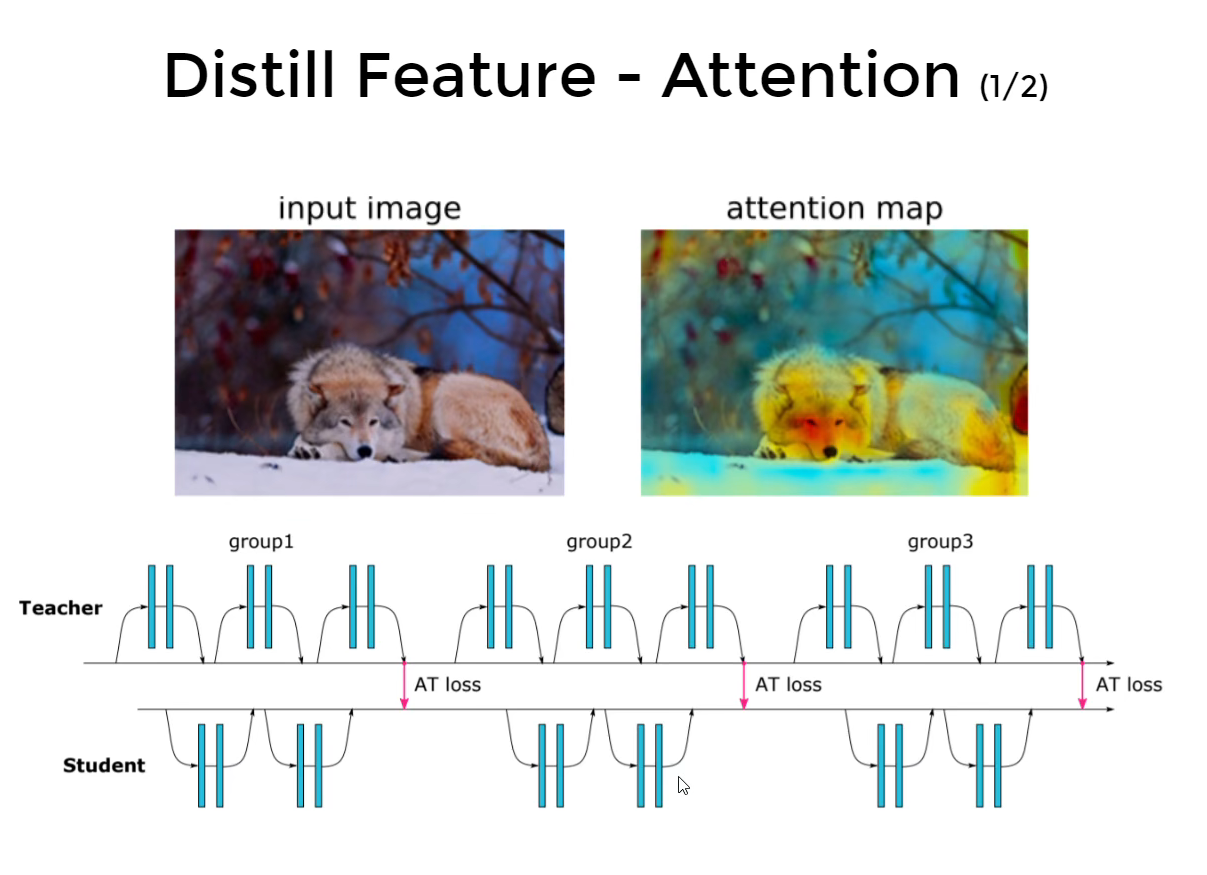 Distill Feature - Attention (1/2)
input image
attention map
group1
group2
group3
Teacher
AT loss
AT loss
AT loss
Student